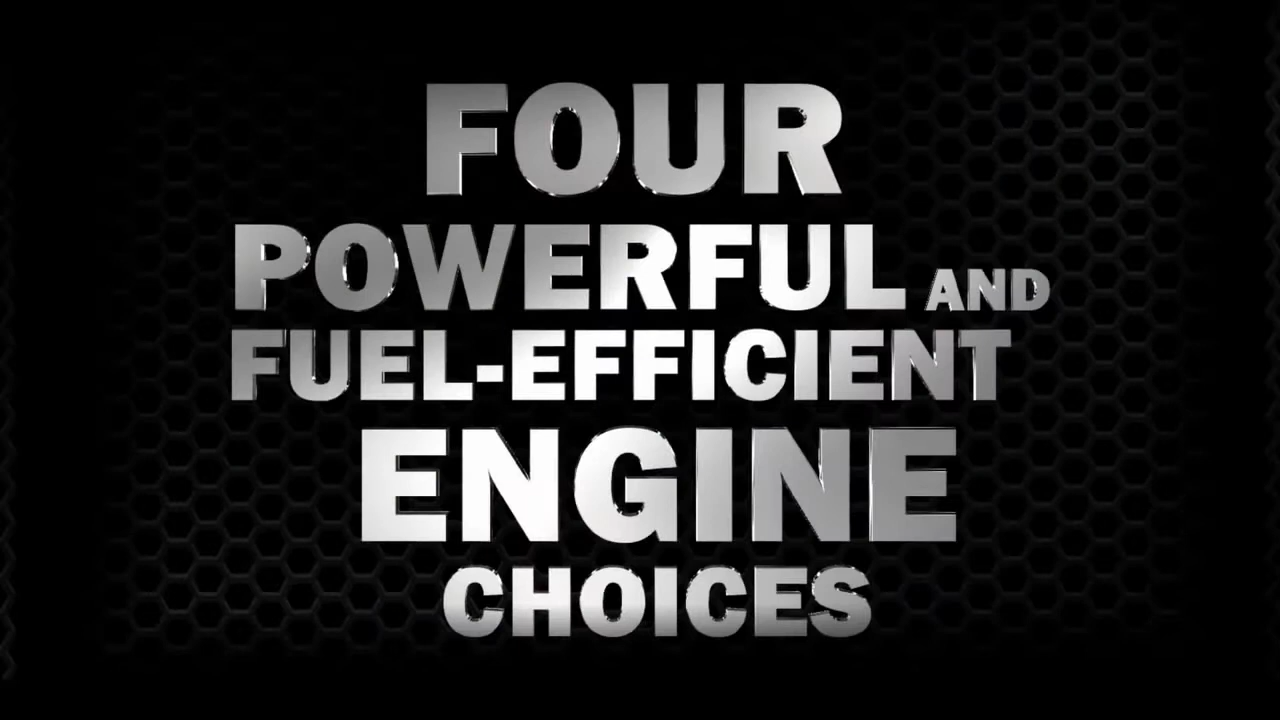 FOUR
POWERFUL AND
FUEL-EFFICIENT
ENGINE
CHOICES